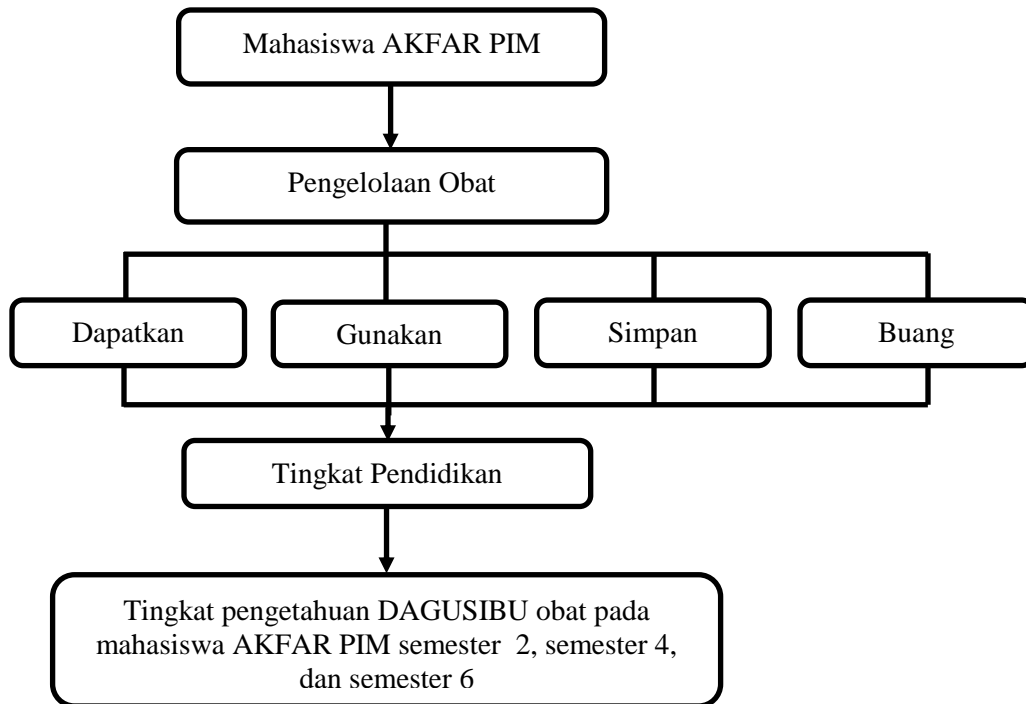 Mahasiswa AKFAR PIM
Pengelolaan Obat
Dapatkan
Gunakan
Simpan
Buang
Tingkat Pendidikan
Tingkat pengetahuan DAGUSIBU obat pada
mahasiswa AKFAR PIM semester  2, semester 4,
dan semester 6